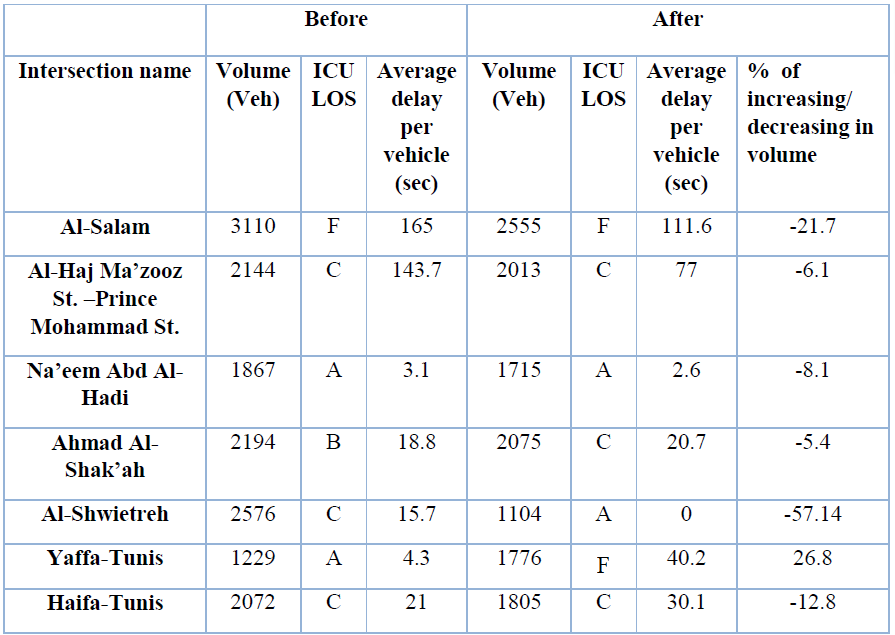 Before After
Intersection name Volume ICU Average Volume ICU Average % of
(Veh) LOS delay (Veh) LOS delay increasing/
per per decreasing in
vehicle vehicle volume
(sec) (sec)
Al-Salam 3110 F 165 2555 F 111.6 -21.7
Al-Haj Ma’zooz 2144 C 143.7 2013 C 77 -6.1
St. –Prince
Mohammad St.
Na’eem Abd Al- 1867 A 3.1 1715 A 2.6 -8.1
Hadi
Ahmad Al- 2194 B 18.8 2075 C 20.7 -5.4
Shak’ah
Al-Shwietreh 2576 C 15.7 1104 A 0 -57.14
Yaffa-Tunis 1229 A 4.3 1776 F 40.2 26.8
Haifa-Tunis 2072 C 21 1805 C 30.1 -12.8